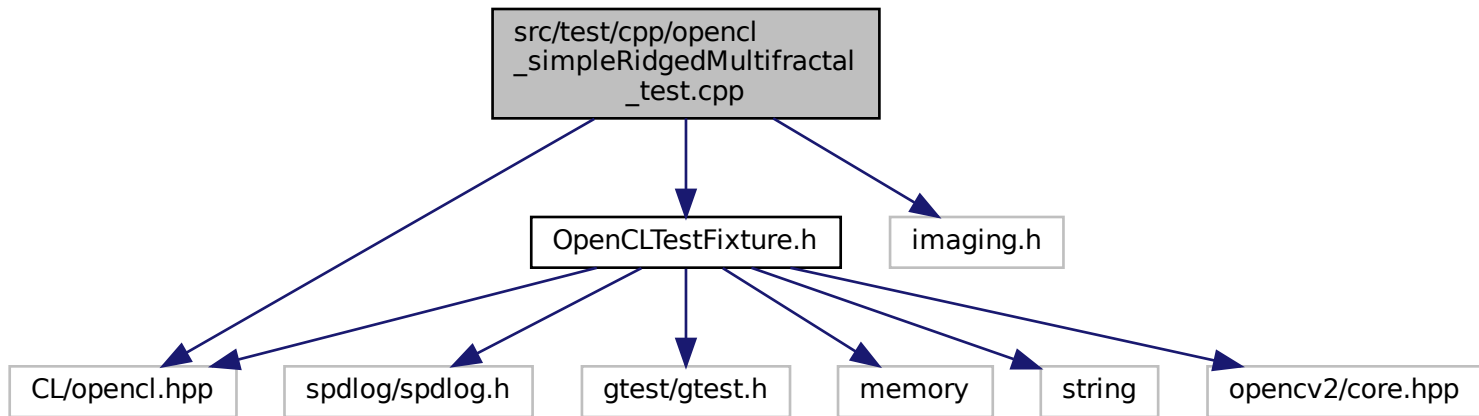 src/test/cpp/opencl
_simpleRidgedMultifractal
_test.cpp
OpenCLTestFixture.h
imaging.h
CL/opencl.hpp
spdlog/spdlog.h
gtest/gtest.h
memory
string
opencv2/core.hpp